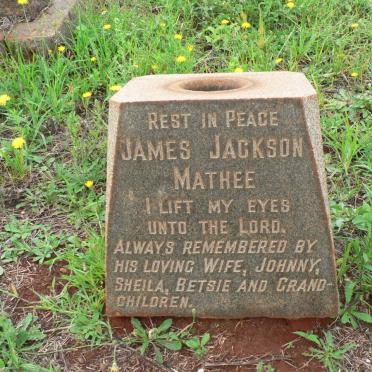 REST IN PEACE
JAMES JACKSON
MATHEE
I LIFT MY EYES
UNTO THE LORD.
ALWAYS REMEMBERED BY
HIS LOVING WIFE, JOHNNY,
SHEILA, BETSIE AND GRAND-
CHILDREN.